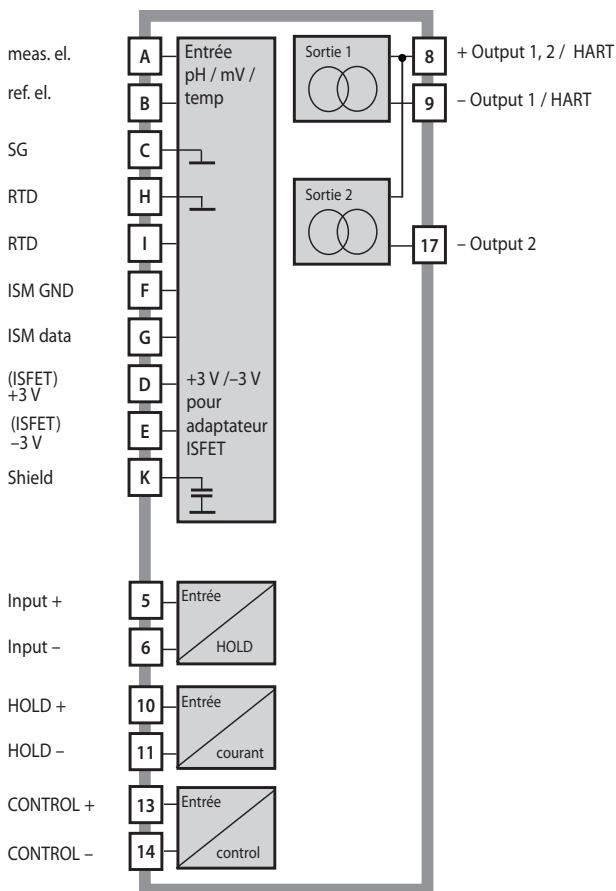 meas. el.
A
Entrée
pH / mV /
temp
ref. el.
B
SG
C
RTD
H
RTD
I
ISM GND
F
ISM data
G
(ISFET)
+3 V
D
+3 V /–3 V
pour
adaptateur
ISFET
(ISFET)
–3 V
E
Shield
K
Sortie 1
8
+ Output 1, 2 / HART
9
– Output 1 / HART
Sortie 2
17
– Output 2
Input +
5
Entrée
Input –
6
HOLD
HOLD +
10
Entrée
HOLD –
11
courant
CONTROL +
13
Entrée
CONTROL –
14
control